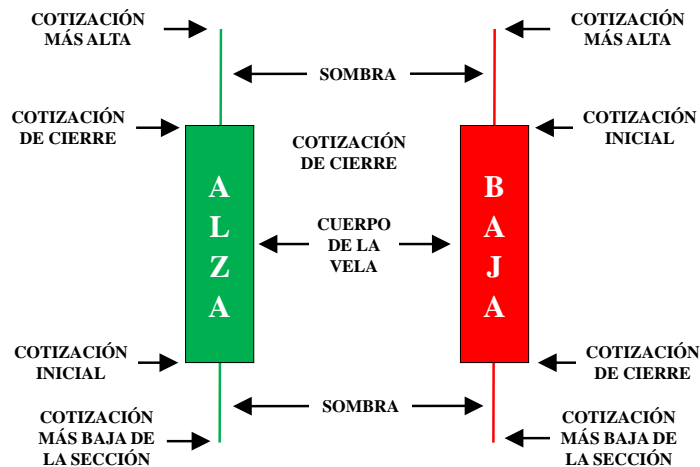 COTIZACIÓN
MÁS ALTA
COTIZACIÓN
MÁS ALTA
SOMBRA
COTIZACIÓN
DE CIERRE
COTIZACIÓN
INICIAL
COTIZACIÓN
DE CIERRE
A
L
Z
A
B
A
J
A
CUERPO
DE LA
VELA
COTIZACIÓN
INICIAL
COTIZACIÓN
DE CIERRE
SOMBRA
COTIZACIÓN
MÁS BAJA DE
LA SECCIÓN
COTIZACIÓN
MÁS BAJA DE
LA SECCIÓN